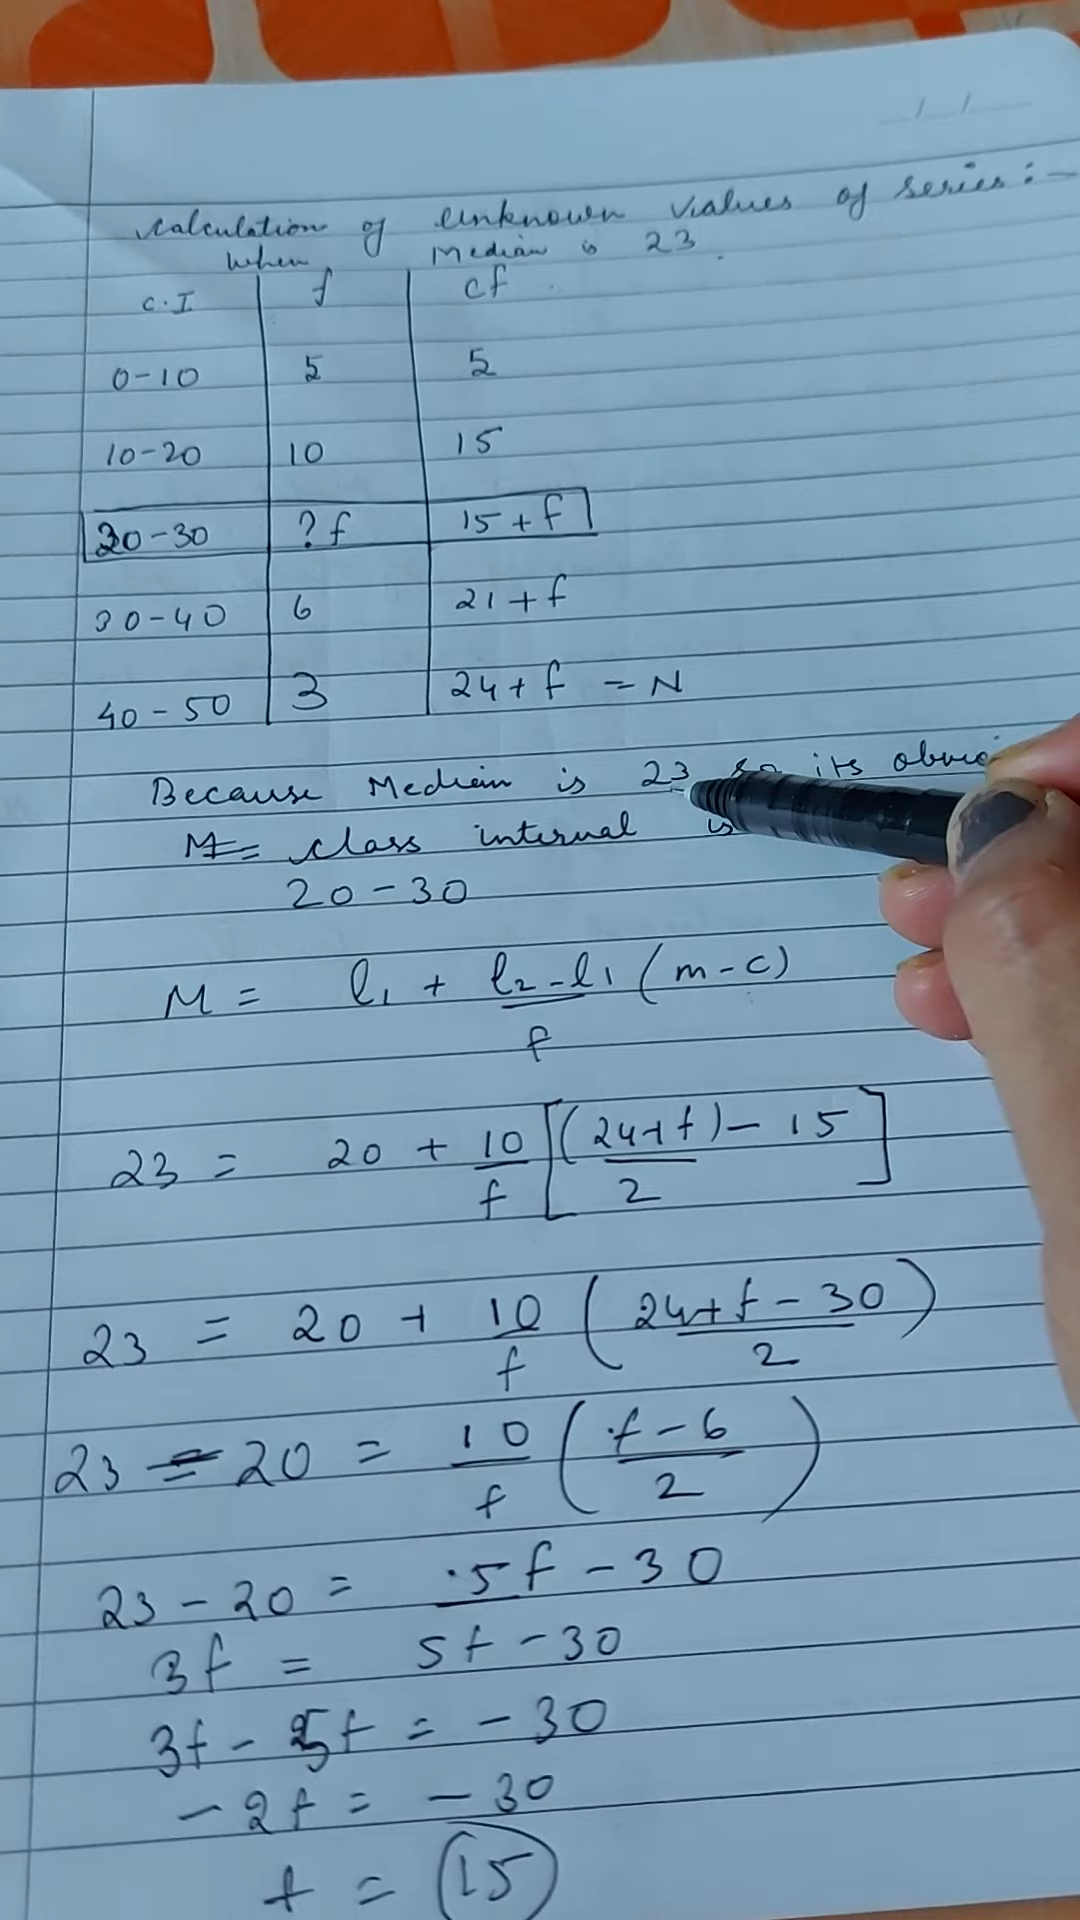 Calculation of unknown values of series :-
when Median is 23.
C.I f cf
0-10 5 5
10-20 10 15
20-30 ? f 15 + f
30-40 6 21 + f
40-50 3 24 + f = N
Because Median is 23 so its
M = class interval is
20-30
M = l₁ + l₂-l₁ (m-c)
f
23 = 20 + 10 [(24+f) - 15]
f 2
23 = 20 + 10 (24+f-30)
f 2
23 - 20 = 10 (f-6)
f 2
23 - 20 = 5f - 30
3f = 5f - 30
3f - 5f = - 30
- 2f = - 30
f = 15